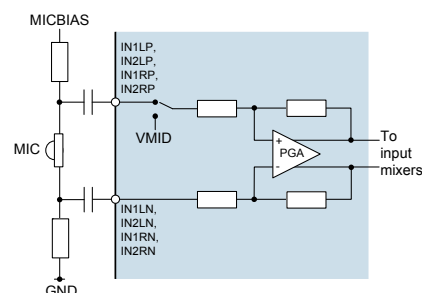 MICBIAS
IN1LP,
IN2LP,
IN1RP,
IN2RP
VMID
MIC
+
PGA
-
To
input
mixers
IN1LN,
IN2LN,
IN1RN,
IN2RN
GND